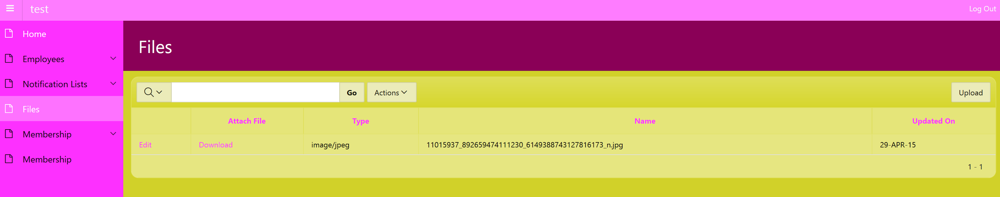 test
Log Out
Home
Employees
Notification Lists
Files
Membership
Membership
Files
Go
Actions
Upload
Attach File
Type
Name
Updated On
Edit
Download
image/jpeg
11015937_892659474111230_6149388743127816173_n.jpg
29-APR-15
1 - 1